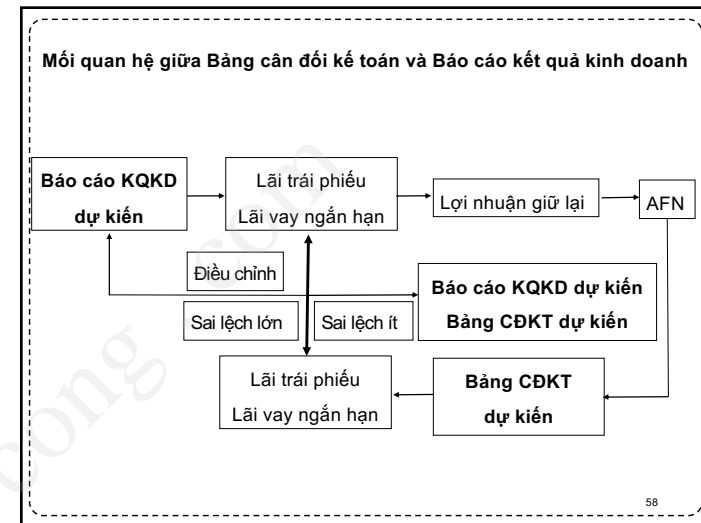 Mối quan hệ giữa Bảng cân đối kế toán và Báo cáo kết quả kinh doanh
Báo cáo KQKD
dự kiến
Lãi trái phiếu
Lãi vay ngắn hạn
Lợi nhuận giữ lại
AFN
Điều chỉnh
Sai lệch lớn
Sai lệch ít
Báo cáo KQKD dự kiến
Bảng CĐKT dự kiến
Lãi trái phiếu
Lãi vay ngắn hạn
Bảng CĐKT
dự kiến
58
cong . com